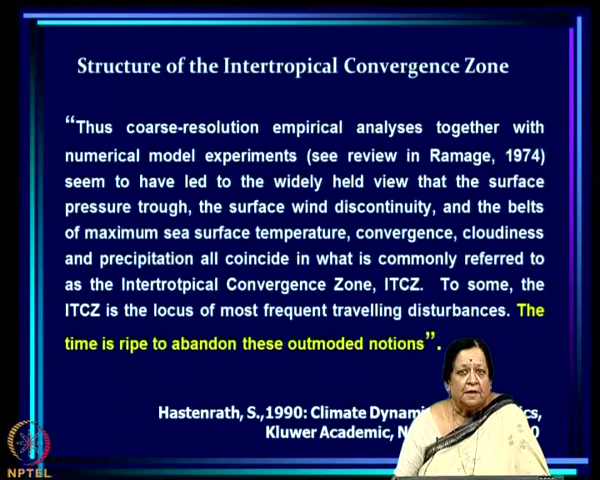 Structure of the Intertropical Convergence Zone
“Thus coarse-resolution empirical analyses together with
numerical model experiments (see review in Ramage, 1974)
seem to have led to the widely held view that the surface
pressure trough, the surface wind discontinuity, and the belts
of maximum sea surface temperature, convergence, cloudiness
and precipitation all coincide in what is commonly referred to
as the Intertrotpical Convergence Zone, ITCZ. To some, the
ITCZ is the locus of most frequent travelling disturbances. The
time is ripe to abandon these outmoded notions”.
Hastenrath, S.,1990: Climate
Kluwer Academic,
NPTEL